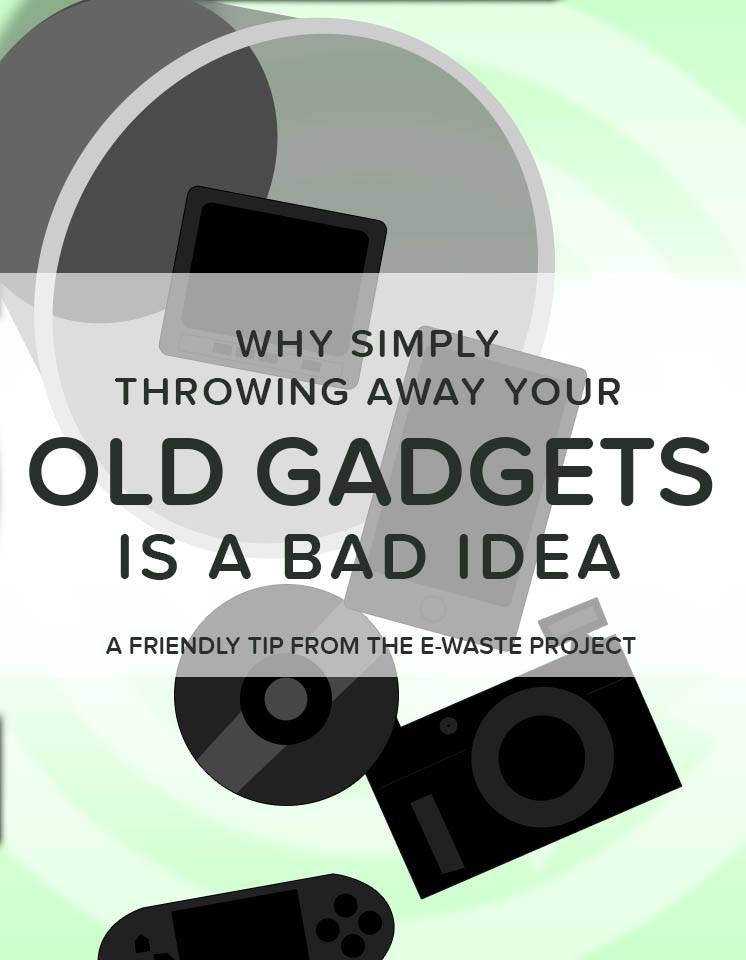 WHY SIMPLY
THROWING AWAY YOUR
OLD GADGETS
IS A BAD IDEA
A FRIENDLY TIP FROM THE E-WASTE PROJECT